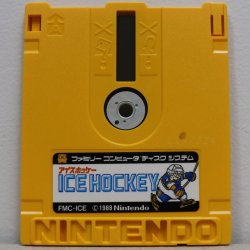 ファミリー コンピュータ ディスク システム
アイスホッケー
ICE HOCKEY
FMC-ICE ©1988 Nintendo
NINTENDO